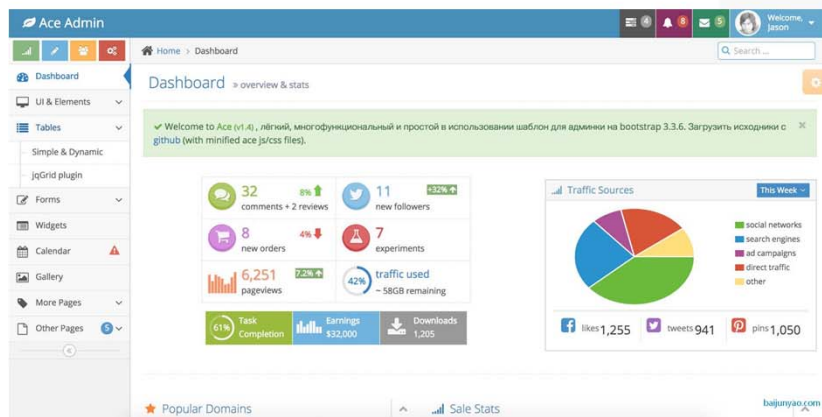 Ace Admin
4
8
5
Welcome,
Jason
Home > Dashboard
Search ...
Dashboard
UI & Elements
Tables
Simple & Dynamic
jqGrid plugin
Forms
Widgets
Calendar
Gallery
More Pages
Other Pages 5
Dashboard » overview & stats
Welcome to Ace (v1.4) , лёгкий, многофункциональный и простой в использовании шаблон для админки на bootstrap 3.3.6. Загрузить исходники с
github (with minified ace js/css files).
32 8%
comments + 2 reviews
11 +32%
new followers
8 4%
new orders
7
experiments
6,251 7.2%
pageviews
42% traffic used
~ 58GB remaining
61% Task
Completion
Earnings
$32,000
Downloads
1,205
Traffic Sources
This Week
social networks
search engines
ad campaigns
direct traffic
other
likes 1,255
tweets 941
pins 1,050
Popular Domains
Sale Stats
baijunyao.com